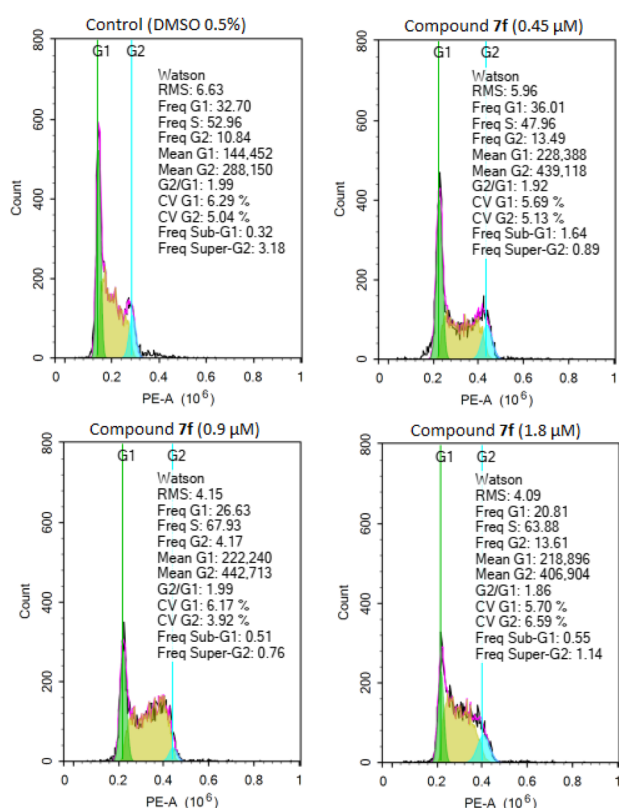 Control (DMSO 0.5%)
800
600
400
200
0
Count
G1
G2
Watson
RMS: 6.63
Freq G1: 32.70
Freq S: 52.96
Freq G2: 10.84
Mean G1: 144,452
Mean G2: 288,150
G2/G1: 1.99
CV G1: 6.29 %
CV G2: 5.04 %
Freq Sub-G1: 0.32
Freq Super-G2: 3.18
0 0.2 0.4 0.6 0.8 1
PE-A (10⁶)
Compound 7f (0.45 µM)
800
600
400
200
0
Count
G1
G2
Watson
RMS: 5.96
Freq G1: 36.01
Freq S: 47.96
Freq G2: 13.49
Mean G1: 228,388
Mean G2: 439,118
G2/G1: 1.92
CV G1: 5.69 %
CV G2: 5.13 %
Freq Sub-G1: 1.64
Freq Super-G2: 0.89
0 0.2 0.4 0.6 0.8 1
PE-A (10⁶)
Compound 7f (0.9 µM)
800
600
400
200
0
Count
G1
G2
Watson
RMS: 4.15
Freq G1: 26.63
Freq S: 67.93
Freq G2: 4.17
Mean G1: 222,240
Mean G2: 442,713
G2/G1: 1.99
CV G1: 6.17 %
CV G2: 3.92 %
Freq Sub-G1: 0.51
Freq Super-G2: 0.76
0 0.2 0.4 0.6 0.8 1
PE-A (10⁶)
Compound 7f (1.8 µM)
800
600
400
200
0
Count
G1
G2
Watson
RMS: 4.09
Freq G1: 20.81
Freq S: 63.88
Freq G2: 13.61
Mean G1: 218,896
Mean G2: 406,904
G2/G1: 1.86
CV G1: 5.70 %
CV G2: 6.59 %
Freq Sub-G1: 0.55
Freq Super-G2: 1.14
0 0.2 0.4 0.6 0.8 1
PE-A (10⁶)